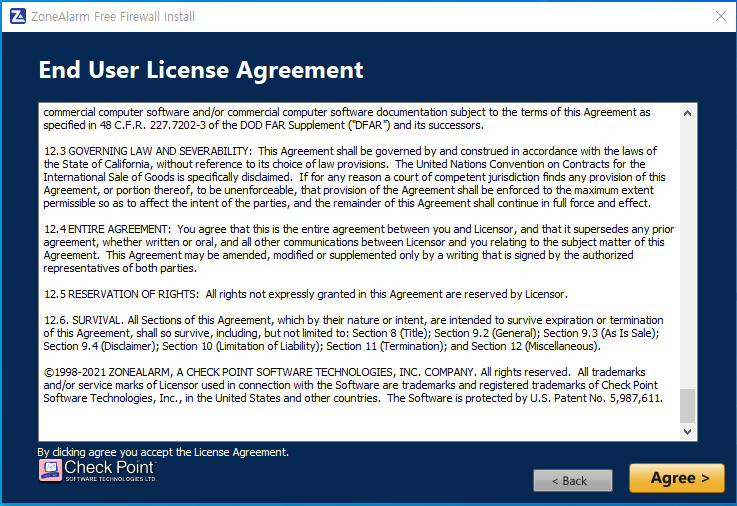 ZoneAlarm Free Firewall Install
End User License Agreement
commercial computer software and/or commercial computer software documentation subject to the terms of this Agreement as
specified in 48 C.F.R. 227.7202-3 of the DOD FAR Supplement ("DFAR") and its successors.
12.3 GOVERNING LAW AND SEVERABILITY:  This Agreement shall be governed by and construed in accordance with the laws of
the State of California, without reference to its choice of law provisions.  The United Nations Convention on Contracts for the
International Sale of Goods is specifically disclaimed.  If for any reason a court of competent jurisdiction finds any provision of this
Agreement, or portion thereof, to be unenforceable, that provision of the Agreement shall be enforced to the maximum extent
permissible so as to affect the intent of the parties, and the remainder of this Agreement shall continue in full force and effect.
12.4 ENTIRE AGREEMENT:  You agree that this is the entire agreement between you and Licensor, and that it supersedes any prior
agreement, whether written or oral, and all other communications between Licensor and you relating to the subject matter of this
Agreement.  This Agreement may be amended, modified or supplemented only by a writing that is signed by the authorized
representatives of both parties.
12.5 RESERVATION OF RIGHTS:  All rights not expressly granted in this Agreement are reserved by Licensor.
12.6. SURVIVAL. All Sections of this Agreement, which by their nature or intent, are intended to survive expiration or termination
of this Agreement, shall so survive, including, but not limited to: Section 8 (Title); Section 9.2 (General); Section 9.3 (As Is Sale);
Section 9.4 (Disclaimer); Section 10 (Limitation of Liability); Section 11 (Termination); and Section 12 (Miscellaneous).
©1998-2021 ZONEALARM, A CHECK POINT SOFTWARE TECHNOLOGIES, INC. COMPANY. All rights reserved.  All trademarks
and/or service marks of Licensor used in connection with the Software are trademarks and registered trademarks of Check Point
Software Technologies, Inc., in the United States and other countries.  The Software is protected by U.S. Patent No. 5,987,611.
By clicking agree you accept the License Agreement.
Check Point
SOFTWARE TECHNOLOGIES LTD.
< Back
Agree >